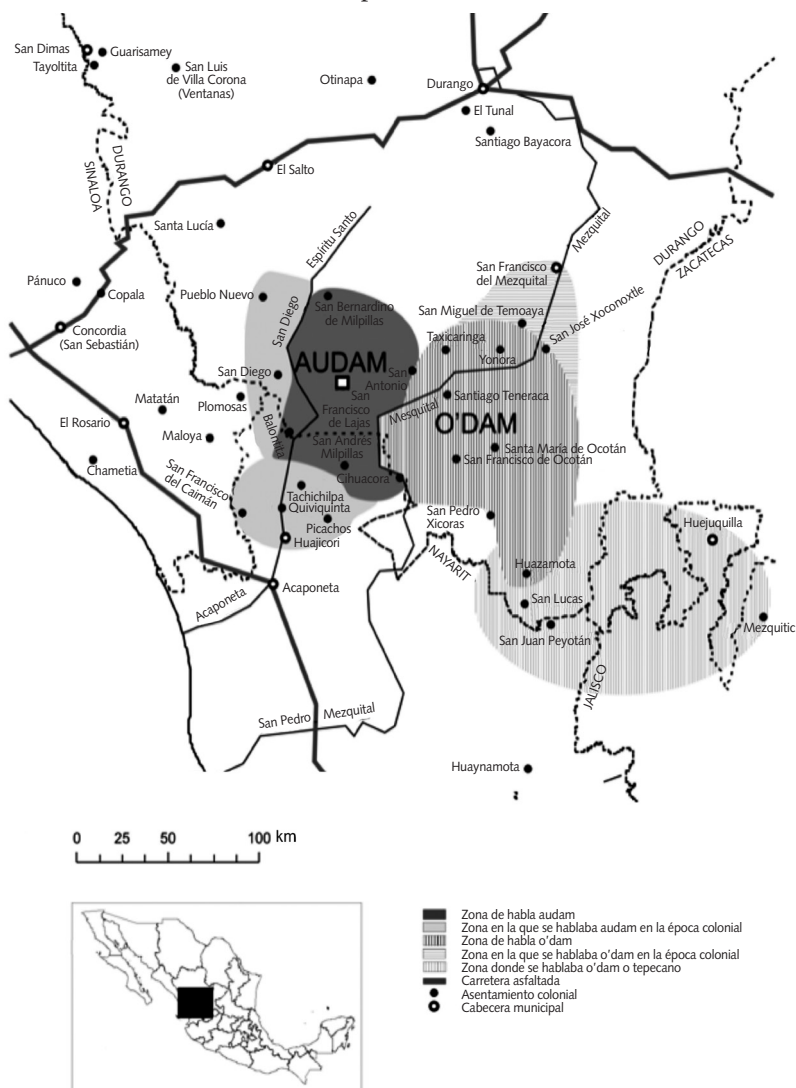 San Dimas
Guarisamey
Tayoltita
San Luis
de Villa Corona
(Ventanas)
Otinapa
Durango
El Tunal
Santiago Bayacora
SINALOA
DURANGO
El Salto
Santa Lucía
Espíritu Santo
Mezquital
DURANGO
ZACATECAS
San Francisco
del Mezquital
Pánuco
Copala
Pueblo Nuevo
San Diego
San Bernardino
de Milpillas
San Miguel de Temoaya
San José Xoconoxtle
Concordia
(San Sebastián)
Taxicaringa
Yonora
AUDAM
San Diego
San
Antonio
Matatán
Plomosas
San
Francisco
de Lajas
Mesquital
Santiago Teneraca
O'DAM
El Rosario
Maloya
Balontita
San Andrés
Milpillas
Santa María de Ocotán
San Francisco de Ocotán
Chametia
San Francisco
del Caimán
Cihuacora
Tachichilpa
Quiviquinta
Picachos
San Pedro
Xicoras
Huejuquilla
Huajicori
NAYARIT
Huazamota
Acaponeta
Acaponeta
San Lucas
San Juan Peyotán
Mezquitic
JALISCO
San Pedro
Mezquital
Huaynamota
0 25 50 100 km
Zona de habla audam
Zona en la que se hablaba audam en la época colonial
Zona de habla o'dam
Zona en la que se hablaba o'dam en la época colonial
Zona donde se hablaba o'dam o tepecano
Carretera asfaltada
Asentamiento colonial
Cabecera municipal